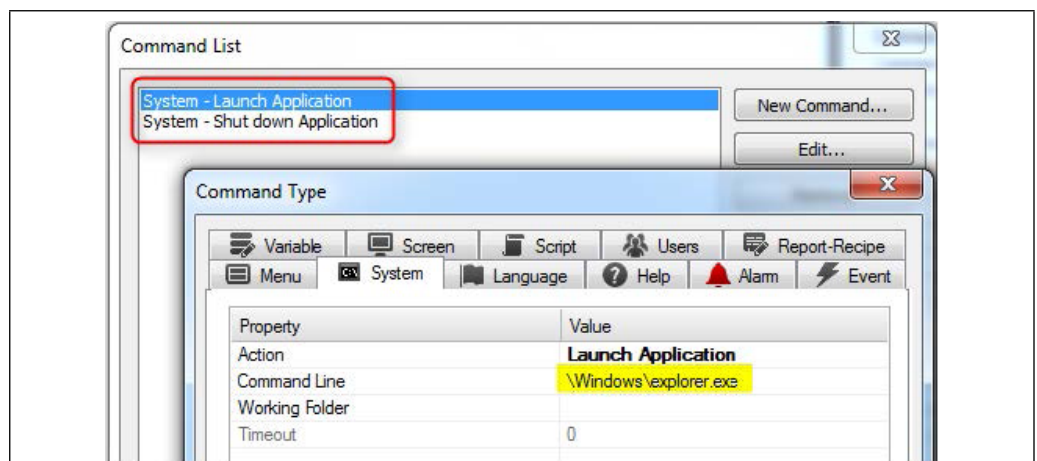 Command List
System - Launch Application
System - Shut down Application
New Command...
Edit...
Command Type
Variable Screen Script Users Report-Recipe
Menu System Language Help Alarm Event
Property Value
Action Launch Application
Command Line \Windows\explorer.exe
Working Folder
Timeout 0